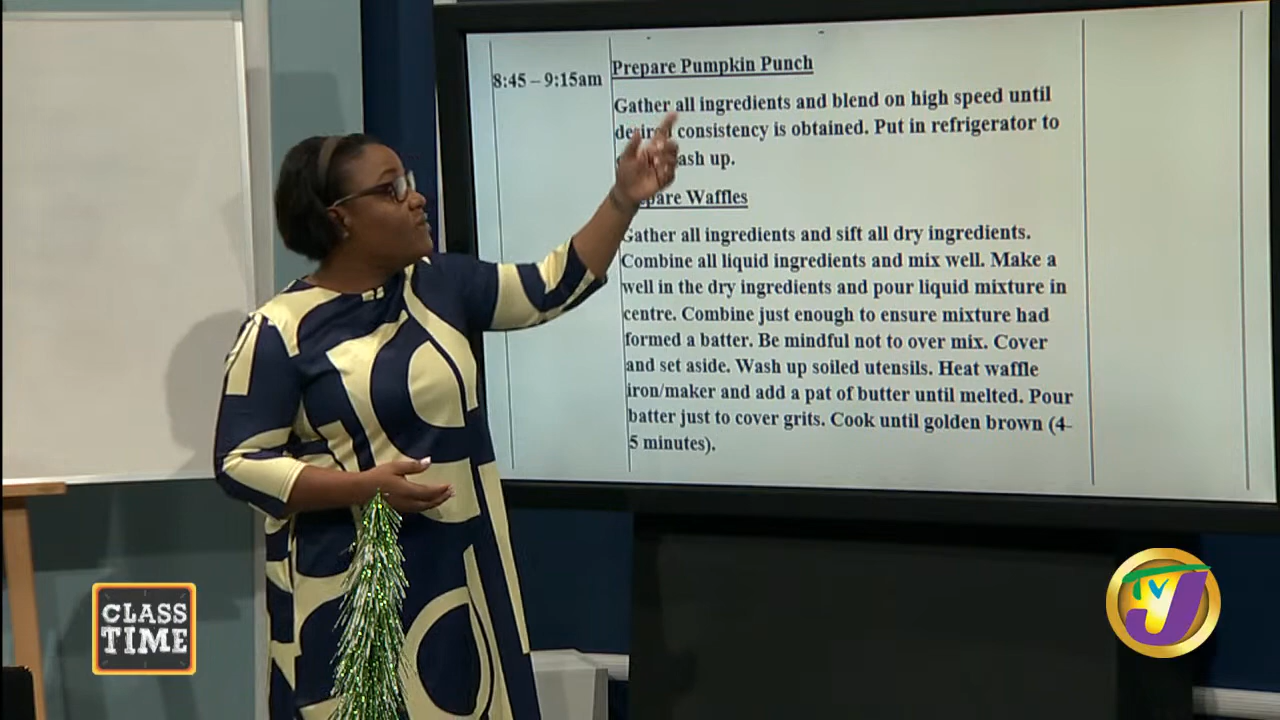 8:45 – 9:15am
Prepare Pumpkin Punch
Gather all ingredients and blend on high speed until
desired consistency is obtained. Put in refrigerator to
ash up.
pare Waffles
Gather all ingredients and sift all dry ingredients.
Combine all liquid ingredients and mix well. Make a
well in the dry ingredients and pour liquid mixture in
centre. Combine just enough to ensure mixture had
formed a batter. Be mindful not to over mix. Cover
and set aside. Wash up soiled utensils. Heat waffle
iron/maker and add a pat of butter until melted. Pour
batter just to cover grits. Cook until golden brown (4-
5 minutes).
CLASS
TIME
TVJ